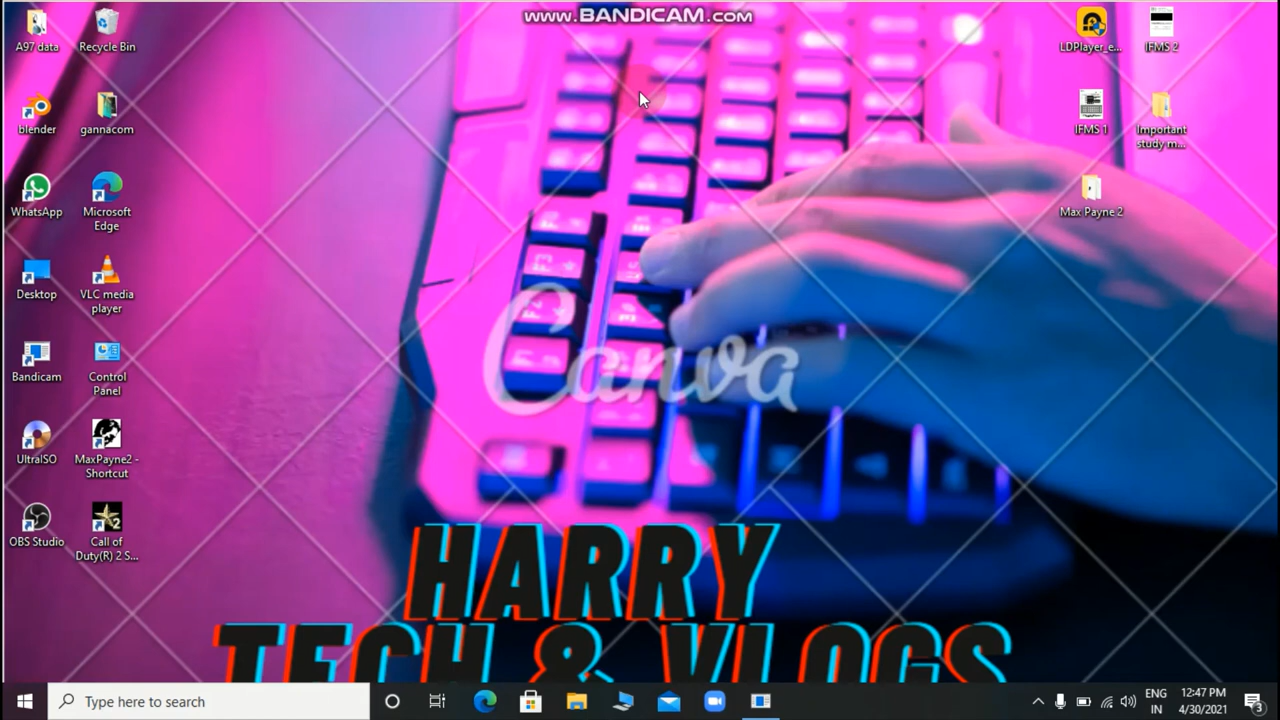 www.BANDICAM.com
A97 data
Recycle Bin
blender
gannacom
WhatsApp
Microsoft
Edge
Desktop
VLC media
player
Bandicam
Control
Panel
UltraISO
MaxPayne2 -
Shortcut
OBS Studio
Call of
Duty(R) 2 S...
LDPlayer_e...
IFMS 2
IFMS 1
Important
study m...
Max Payne 2
Canva
HARRY
TECH & VLOGS
Type here to search
ENG
IN
12:47 PM
4/30/2021
3